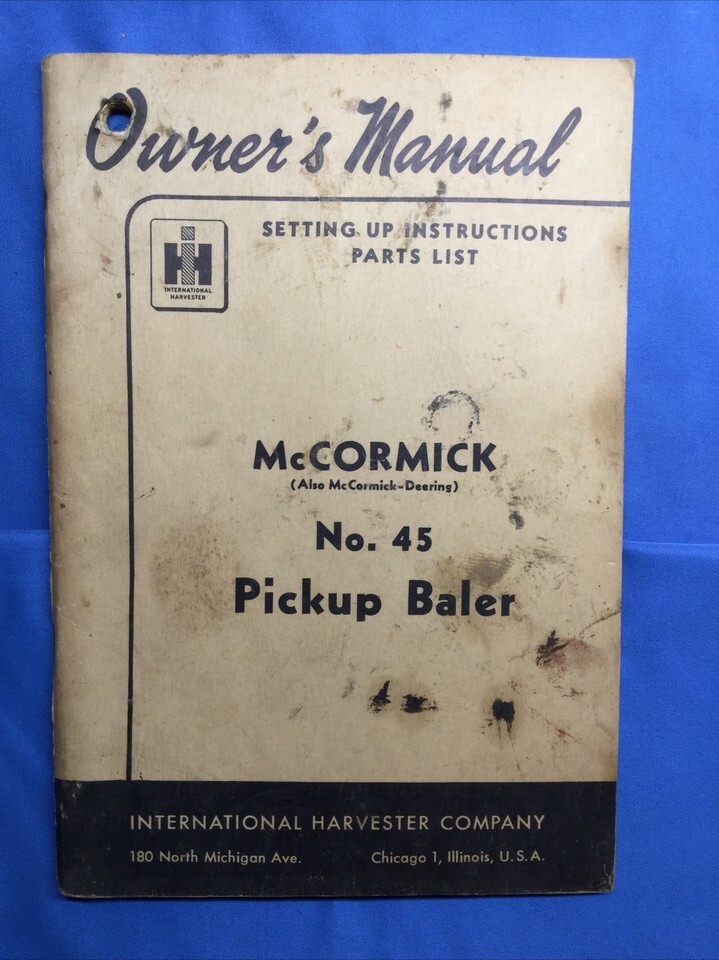 Owner's Manual
SETTING UP INSTRUCTIONS
PARTS LIST
IH
INTERNATIONAL
HARVESTER
McCORMICK
(Also McCormick-Deering)
No. 45
Pickup Baler
INTERNATIONAL HARVESTER COMPANY
180 North Michigan Ave. Chicago 1, Illinois, U.S.A.